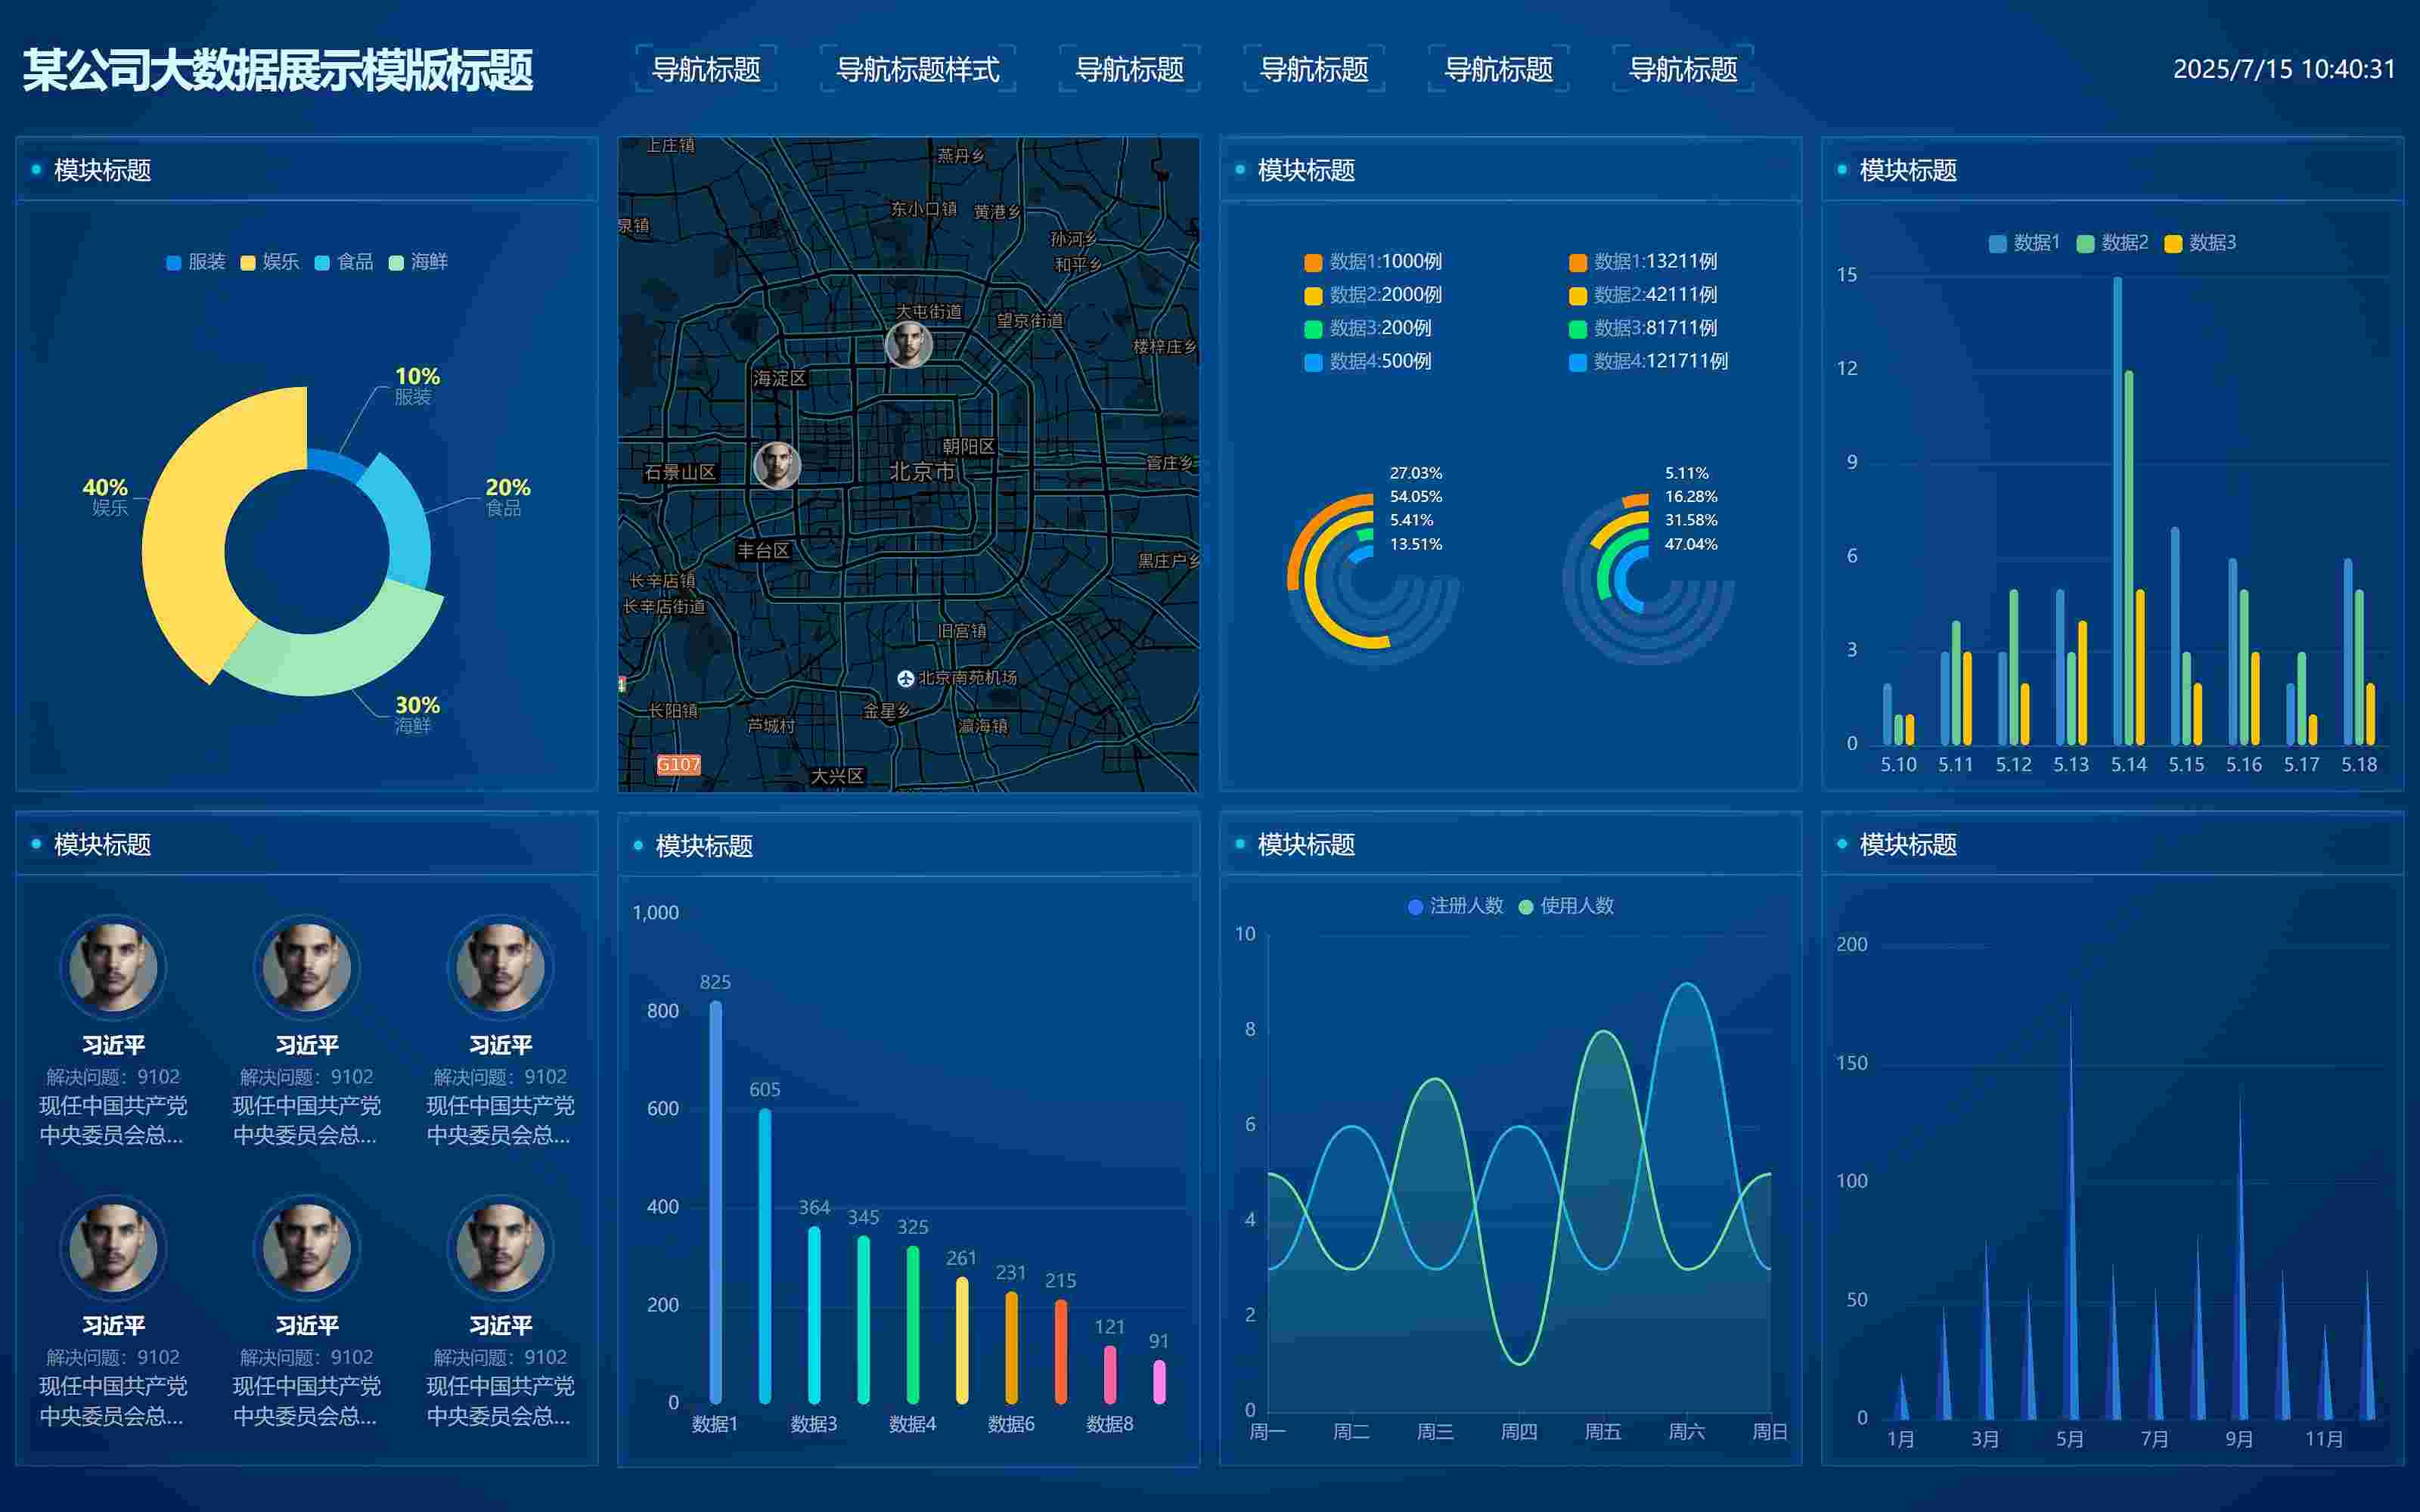 某公司大数据展示模版标题
导航标题
导航标题样式
导航标题
导航标题
导航标题
导航标题
2025/7/15 10:40:31
模块标题
服装 娱乐 食品 海鲜
10%
服装
40%
娱乐
20%
食品
30%
海鲜
上庄镇
燕丹乡
泉镇
东小口镇
黄港乡
孙河乡
和平乡
大屯街道
望京街道
楼梓庄乡
海淀区
朝阳区
石景山区
北京市
管庄乡
丰台区
黑庄户乡
长辛店镇
长辛店街道
旧宫镇
北京南苑机场
长阳镇
芦城村
金星乡
瀛海镇
G107
大兴区
模块标题
数据1:1000例
数据2:2000例
数据3:200例
数据4:500例
数据1:13211例
数据2:42111例
数据3:81711例
数据4:121711例
27.03%
54.05%
5.41%
13.51%
5.11%
16.28%
31.58%
47.04%
模块标题
数据1 数据2 数据3
15
12
9
6
3
0
5.10 5.11 5.12 5.13 5.14 5.15 5.16 5.17 5.18
模块标题
习近平
解决问题：9102
现任中国共产党
中央委员会总...
习近平
解决问题：9102
现任中国共产党
中央委员会总...
习近平
解决问题：9102
现任中国共产党
中央委员会总...
习近平
解决问题：9102
现任中国共产党
中央委员会总...
习近平
解决问题：9102
现任中国共产党
中央委员会总...
习近平
解决问题：9102
现任中国共产党
中央委员会总...
模块标题
1,000
800
600
400
200
0
825
605
364
345
325
261
231
215
121
91
数据1 数据3 数据4 数据6 数据8
模块标题
注册人数 使用人数
10
8
6
4
2
0
周一 周二 周三 周四 周五 周六 周日
模块标题
200
150
100
50
0
1月 3月 5月 7月 9月 11月